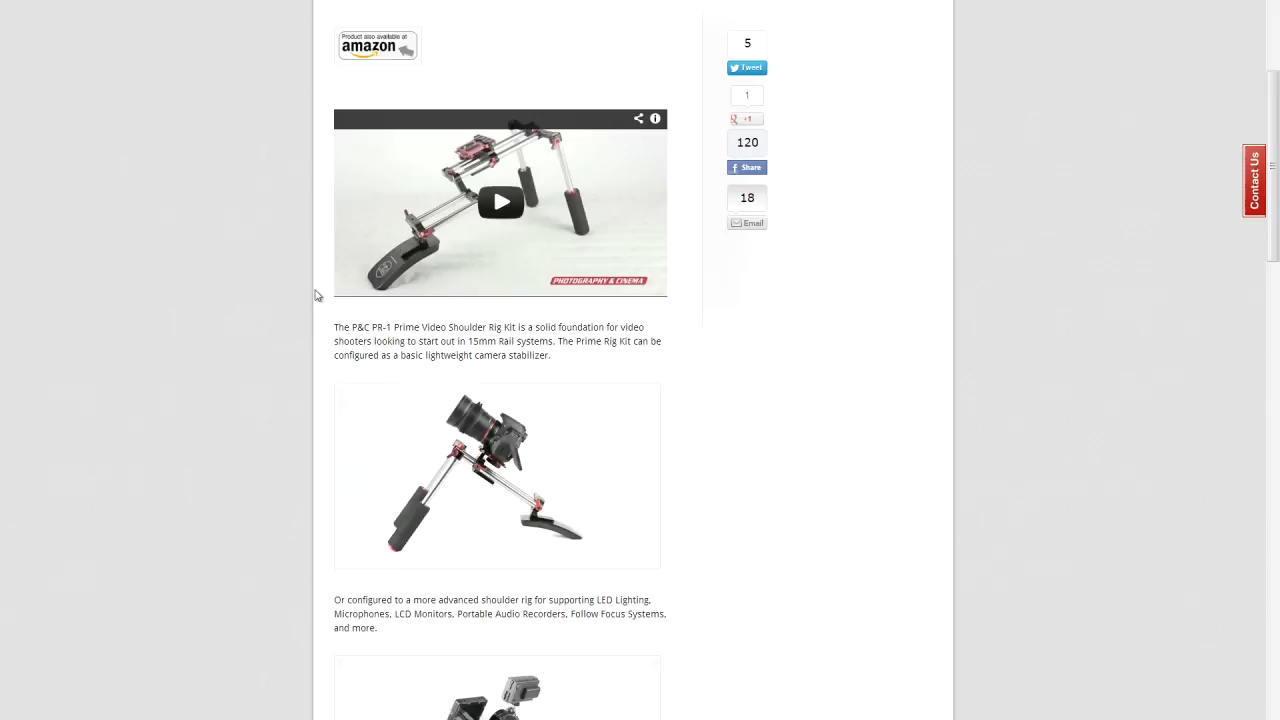 Product also available at
amazon
5
Tweet
1
+1
120
Share
18
Email
Contact Us
PHOTOGRAPHY & CINEMA
The P&C PR-1 Prime Video Shoulder Rig Kit is a solid foundation for video
shooters looking to start out in 15mm Rail systems. The Prime Rig Kit can be
configured as a basic lightweight camera stabilizer.
Or configured to a more advanced shoulder rig for supporting LED Lighting,
Microphones, LCD Monitors, Portable Audio Recorders, Follow Focus Systems,
and more.